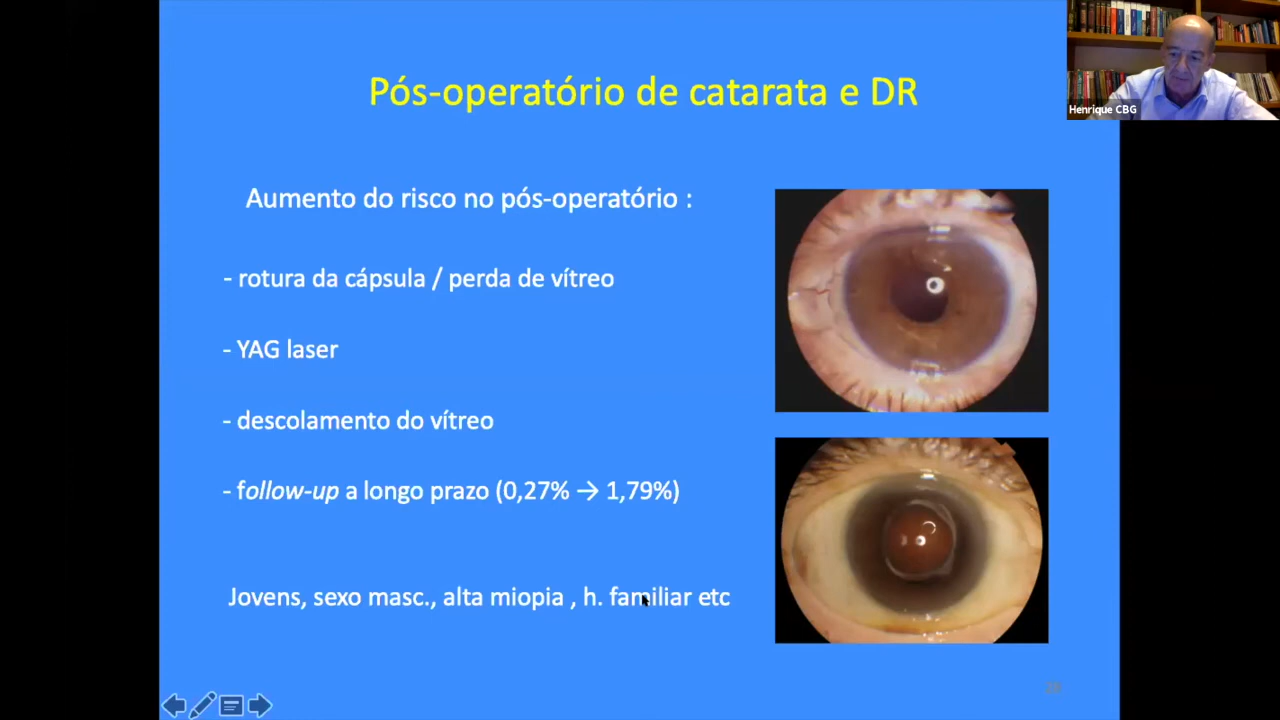 Pós-operatório de catarata e DR
Henrique CBG
Aumento do risco no pós-operatório :
- rotura da cápsula / perda de vítreo
- YAG laser
- descolamento do vítreo
- follow-up a longo prazo (0,27% → 1,79%)
Jovens, sexo masc., alta miopia , h. familiar etc